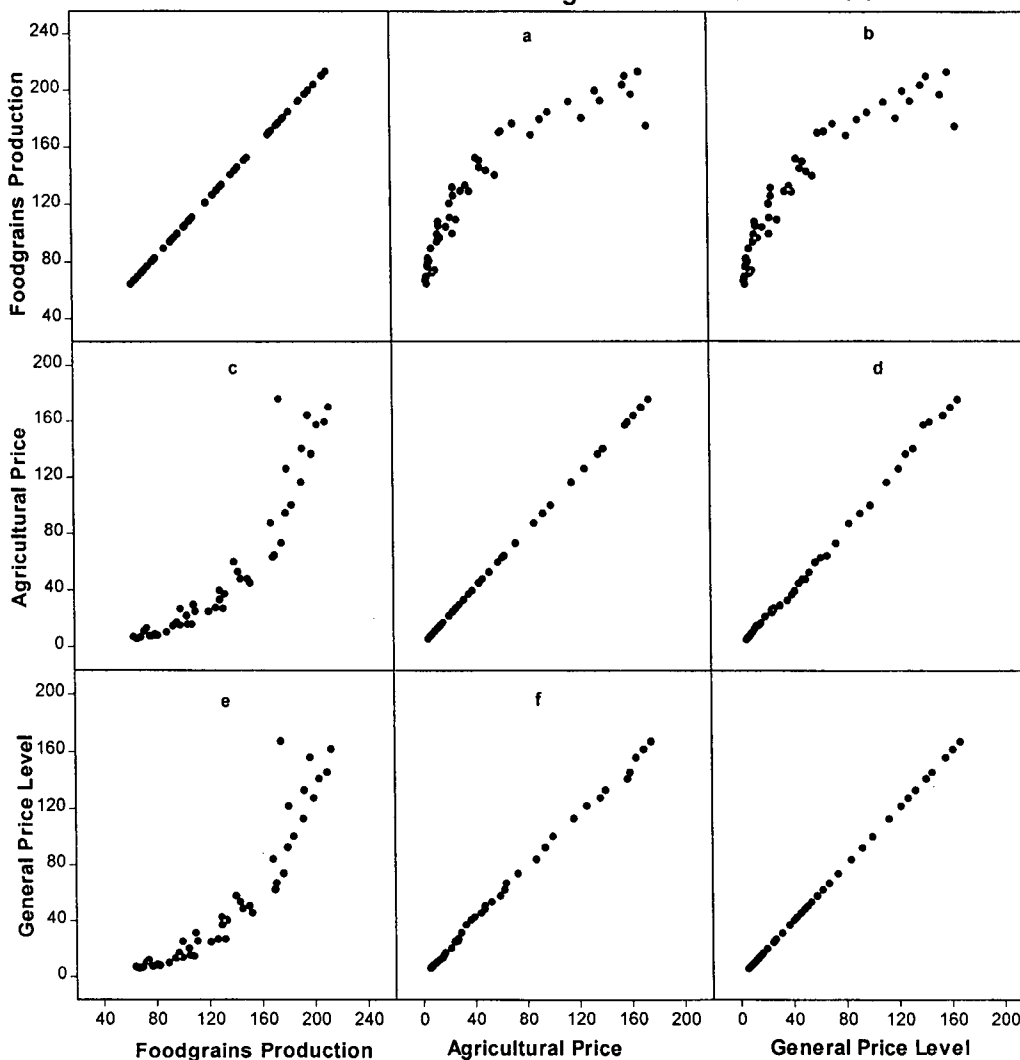 240
200
160
120
80
40
Foodgrains Production
a
b
200
160
120
80
40
0
Agricultural Price
c
d
200
160
120
80
40
0
General Price Level
e
f
40 80 120 160 200 240
0 40 80 120 160 200
0 40 80 120 160 200
Foodgrains Production
Agricultural Price
General Price Level